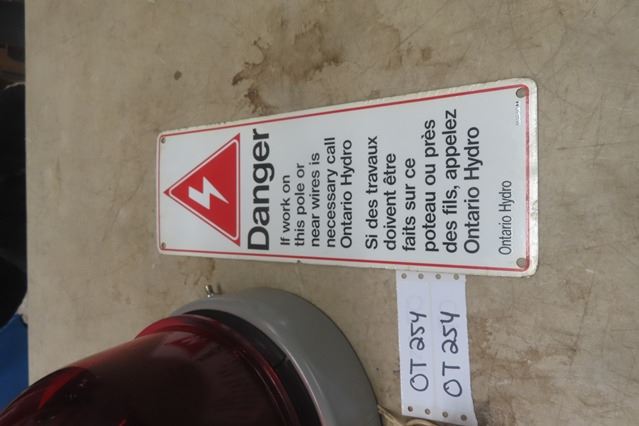 Danger
If work on
this pole or
near wires is
necessary call
Ontario Hydro
Si des travaux
doivent être
faits sur ce
poteau ou près
des fils, appelez
Ontario Hydro
Ontario Hydro
OT 254
OT 254